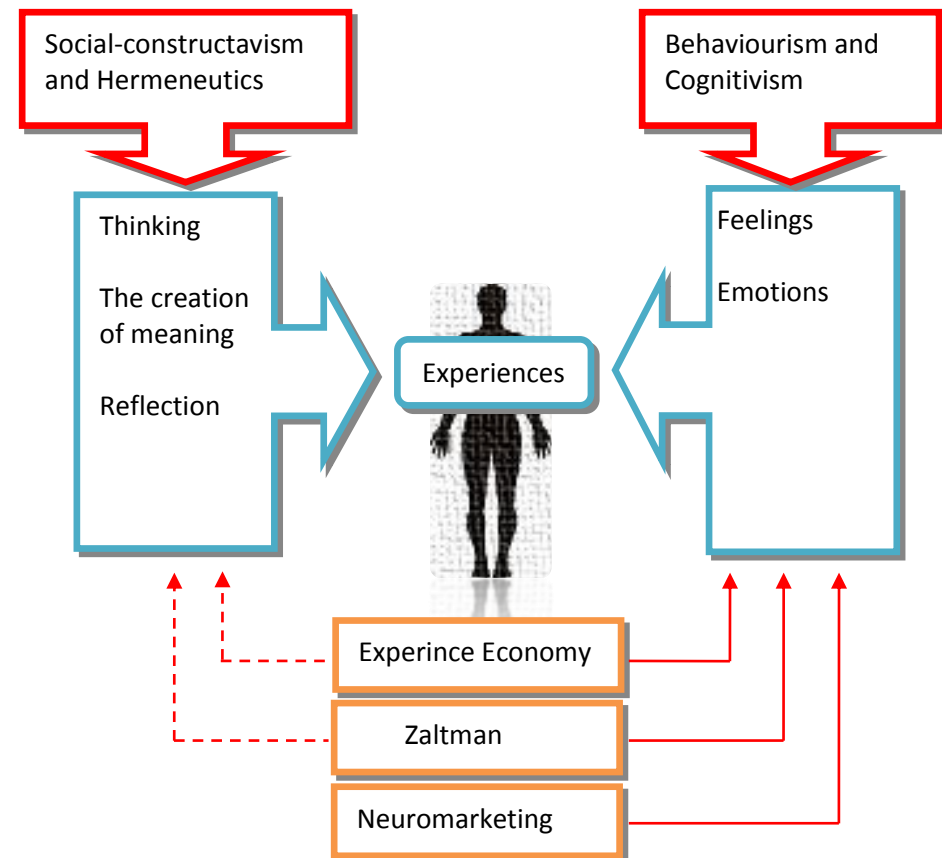 Social-constructavism
and Hermeneutics
Behaviourism and
Cognitivism
Thinking
The creation
of meaning
Reflection
Feelings
Emotions
Experiences
Experince Economy
Zaltman
Neuromarketing